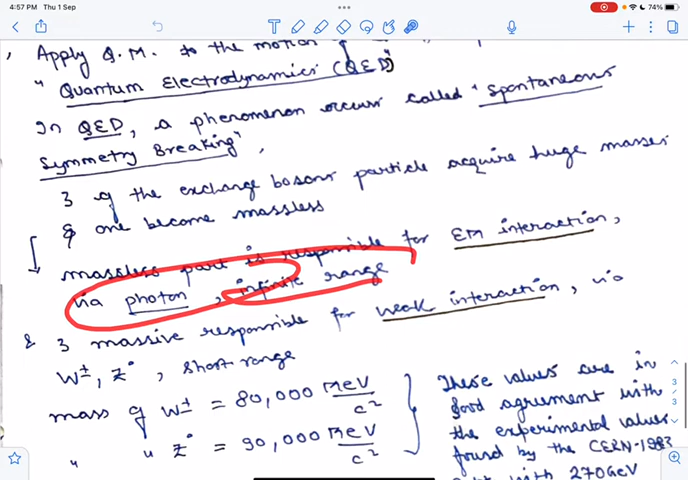 4:57 PM Thu 1 Sep
74%
Apply Q.M. to the motion
" Quantum Electrodynamics (QED)"
In QED, a phenomenon occurs called "Spontaneous
Symmetry Breaking",
3 of the exchange bosons particle acquire huge masses
& one become massless
massless part is responsible for EM interaction,
via photon, infinite range
& 3 massive responsible for weak interaction, via
W±, Z°, short range
mass of W± = 80,000 MeV/c²
" " Z° = 90,000 MeV/c²
These values are in
good agreement with
the experimental values
found by the CERN-1983
with 270GeV